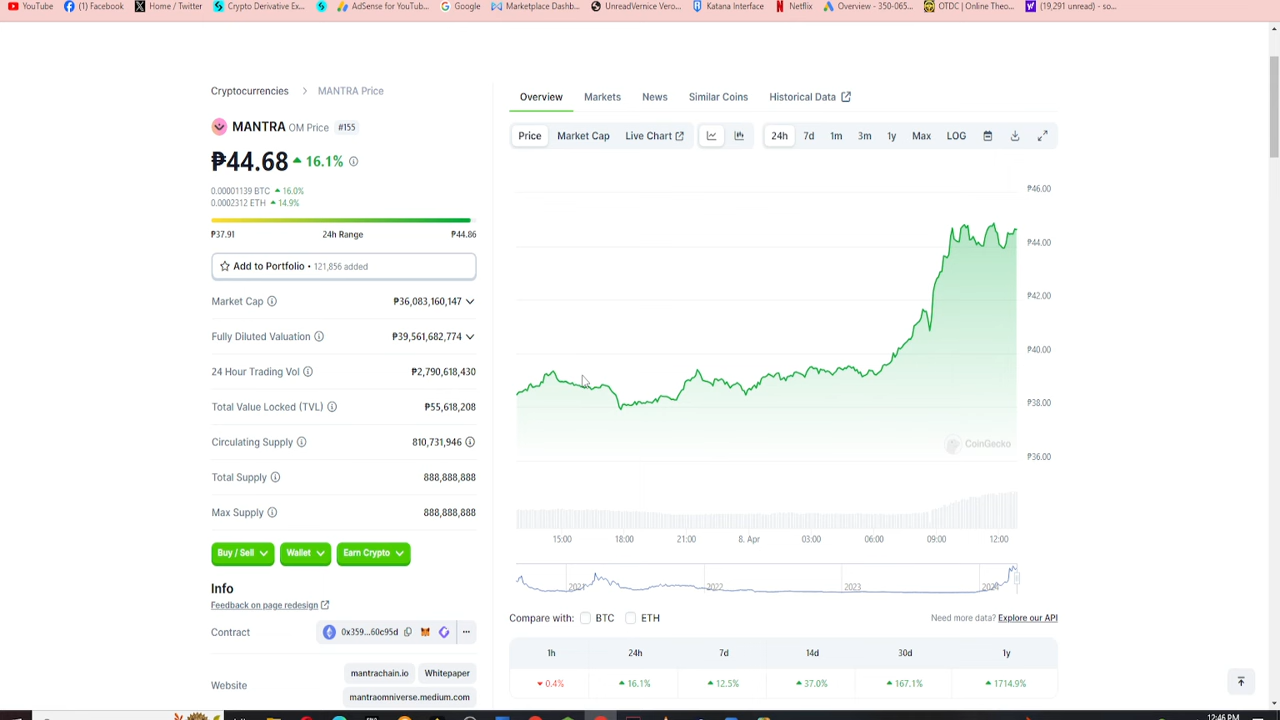 YouTube (1) Facebook Home / Twitter Crypto Derivative Ex... AdSense for YouTub... Google Marketplace Dashb... UnreadVernice Vero... Katana Interface Netflix Overview - 350-065... OTDC | Online Theo... (19,291 unread) - so...
Cryptocurrencies > MANTRA Price
MANTRA OM Price #155
₱44.68 16.1%
0.00001139 BTC 16.0%
0.0002312 ETH 14.9%
₱37.91 24h Range ₱44.86
Add to Portfolio • 121,856 added
Market Cap ₱36,083,160,147
Fully Diluted Valuation ₱39,561,682,774
24 Hour Trading Vol ₱2,790,618,430
Total Value Locked (TVL) ₱55,618,208
Circulating Supply 810,731,946
Total Supply 888,888,888
Max Supply 888,888,888
Buy / Sell Wallet Earn Crypto
Info
Feedback on page redesign
Contract 0x359...60c95d
Website mantrachain.io Whitepaper
mantraomniverse.medium.com
Overview Markets News Similar Coins Historical Data
Price Market Cap Live Chart 24h 7d 1m 3m 1y Max LOG
₱46.00
₱44.00
₱42.00
₱40.00
₱38.00
₱36.00
CoinGecko
15:00 18:00 21:00 8. Apr 03:00 06:00 09:00 12:00
2021 2022 2023 2024
Compare with: BTC ETH Need more data? Explore our API
1h 24h 7d 14d 30d 1y
0.4% 16.1% 12.5% 37.0% 167.1% 1714.9%
12:46 PM